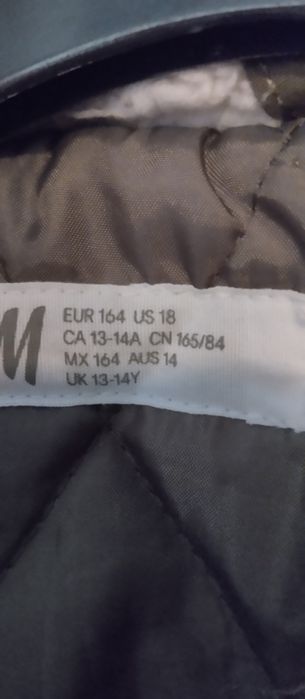 M
EUR 164 US 18
CA 13-14A CN 165/84
MX 164 AUS 14
UK 13-14Y